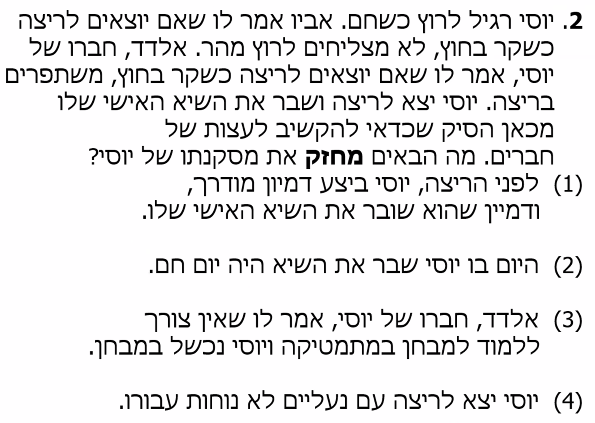 2. יוסי רגיל לרוץ כשחם. אביו אמר לו שאם יוצאים לריצה
כשקר בחוץ, לא מצליחים לרוץ מהר. אלדד, חברו של
יוסי, אמר לו שאם יוצאים לריצה כשקר בחוץ, משתפרים
בריצה. יוסי יצא לריצה ושבר את השיא האישי שלו
מכאן הסיק שכדאי להקשיב לעצות של
חברים. מה הבאים מחזק את מסקנתו של יוסי?
(1) לפני הריצה, יוסי ביצע דמיון מודרך,
ודמיין שהוא שובר את השיא האישי שלו.
(2) היום בו יוסי שבר את השיא היה יום חם.
(3) אלדד, חברו של יוסי, אמר לו שאין צורך
ללמוד למבחן במתמטיקה ויוסי נכשל במבחן.
(4) יוסי יצא לריצה עם נעליים לא נוחות עבורו.